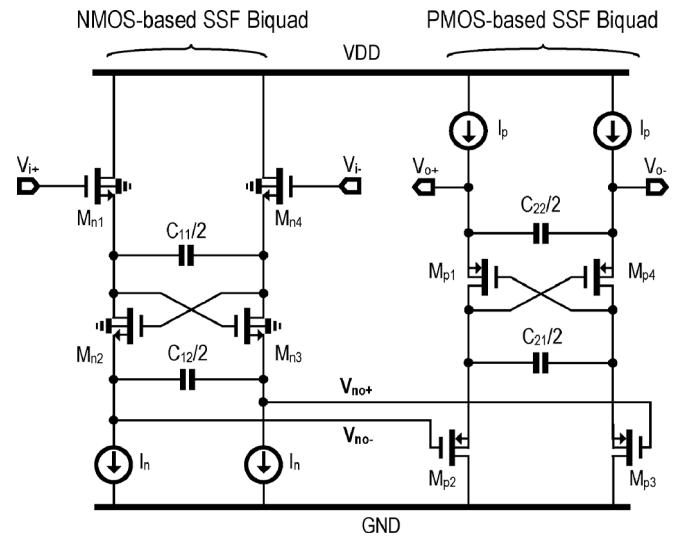 NMOS-based SSF Biquad
PMOS-based SSF Biquad
VDD
Ip
Ip
Vi+
Vi-
Vo+
Vo-
Mn1
Mn4
C11/2
C22/2
Mp1
Mp4
Mn2
Mn3
C12/2
C21/2
Vno+
Vno-
In
In
Mp2
Mp3
GND